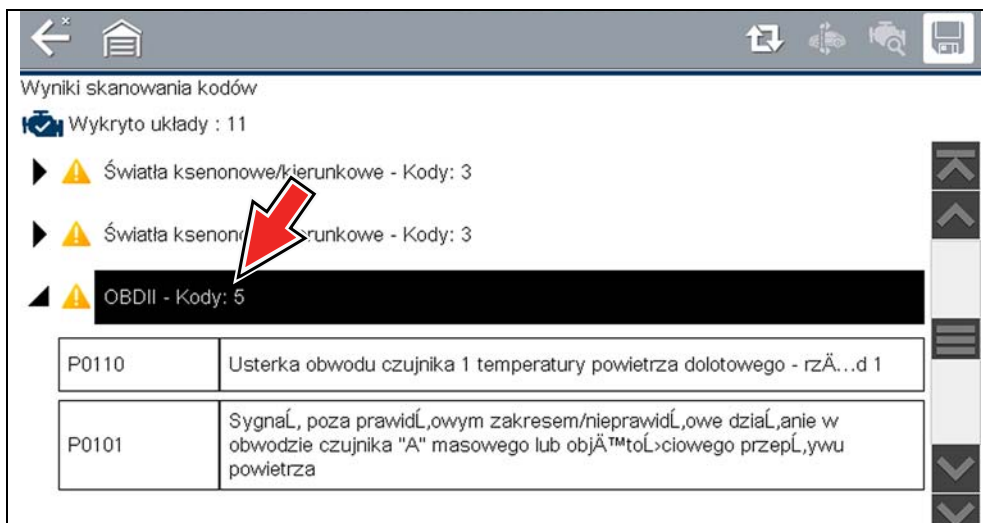 Wyniki skanowania kodów
Wykryto układy : 11
Światła ksenonowe/kierunkowe - Kody: 3
Światła kseno kierunkowe - Kody: 3
OBDII - Kody: 5
P0110
Usterka obwodu czujnika 1 temperatury powietrza dolotowego - rzÄ…d 1
P0101
SygnaĹ‚ poza prawidĹ‚owym zakresem/nieprawidĹ‚owe dziaĹ‚anie w
obwodzie czujnika "A" masowego lub objÄ™toĹ›ciowego przepĹ‚ywu
powietrza